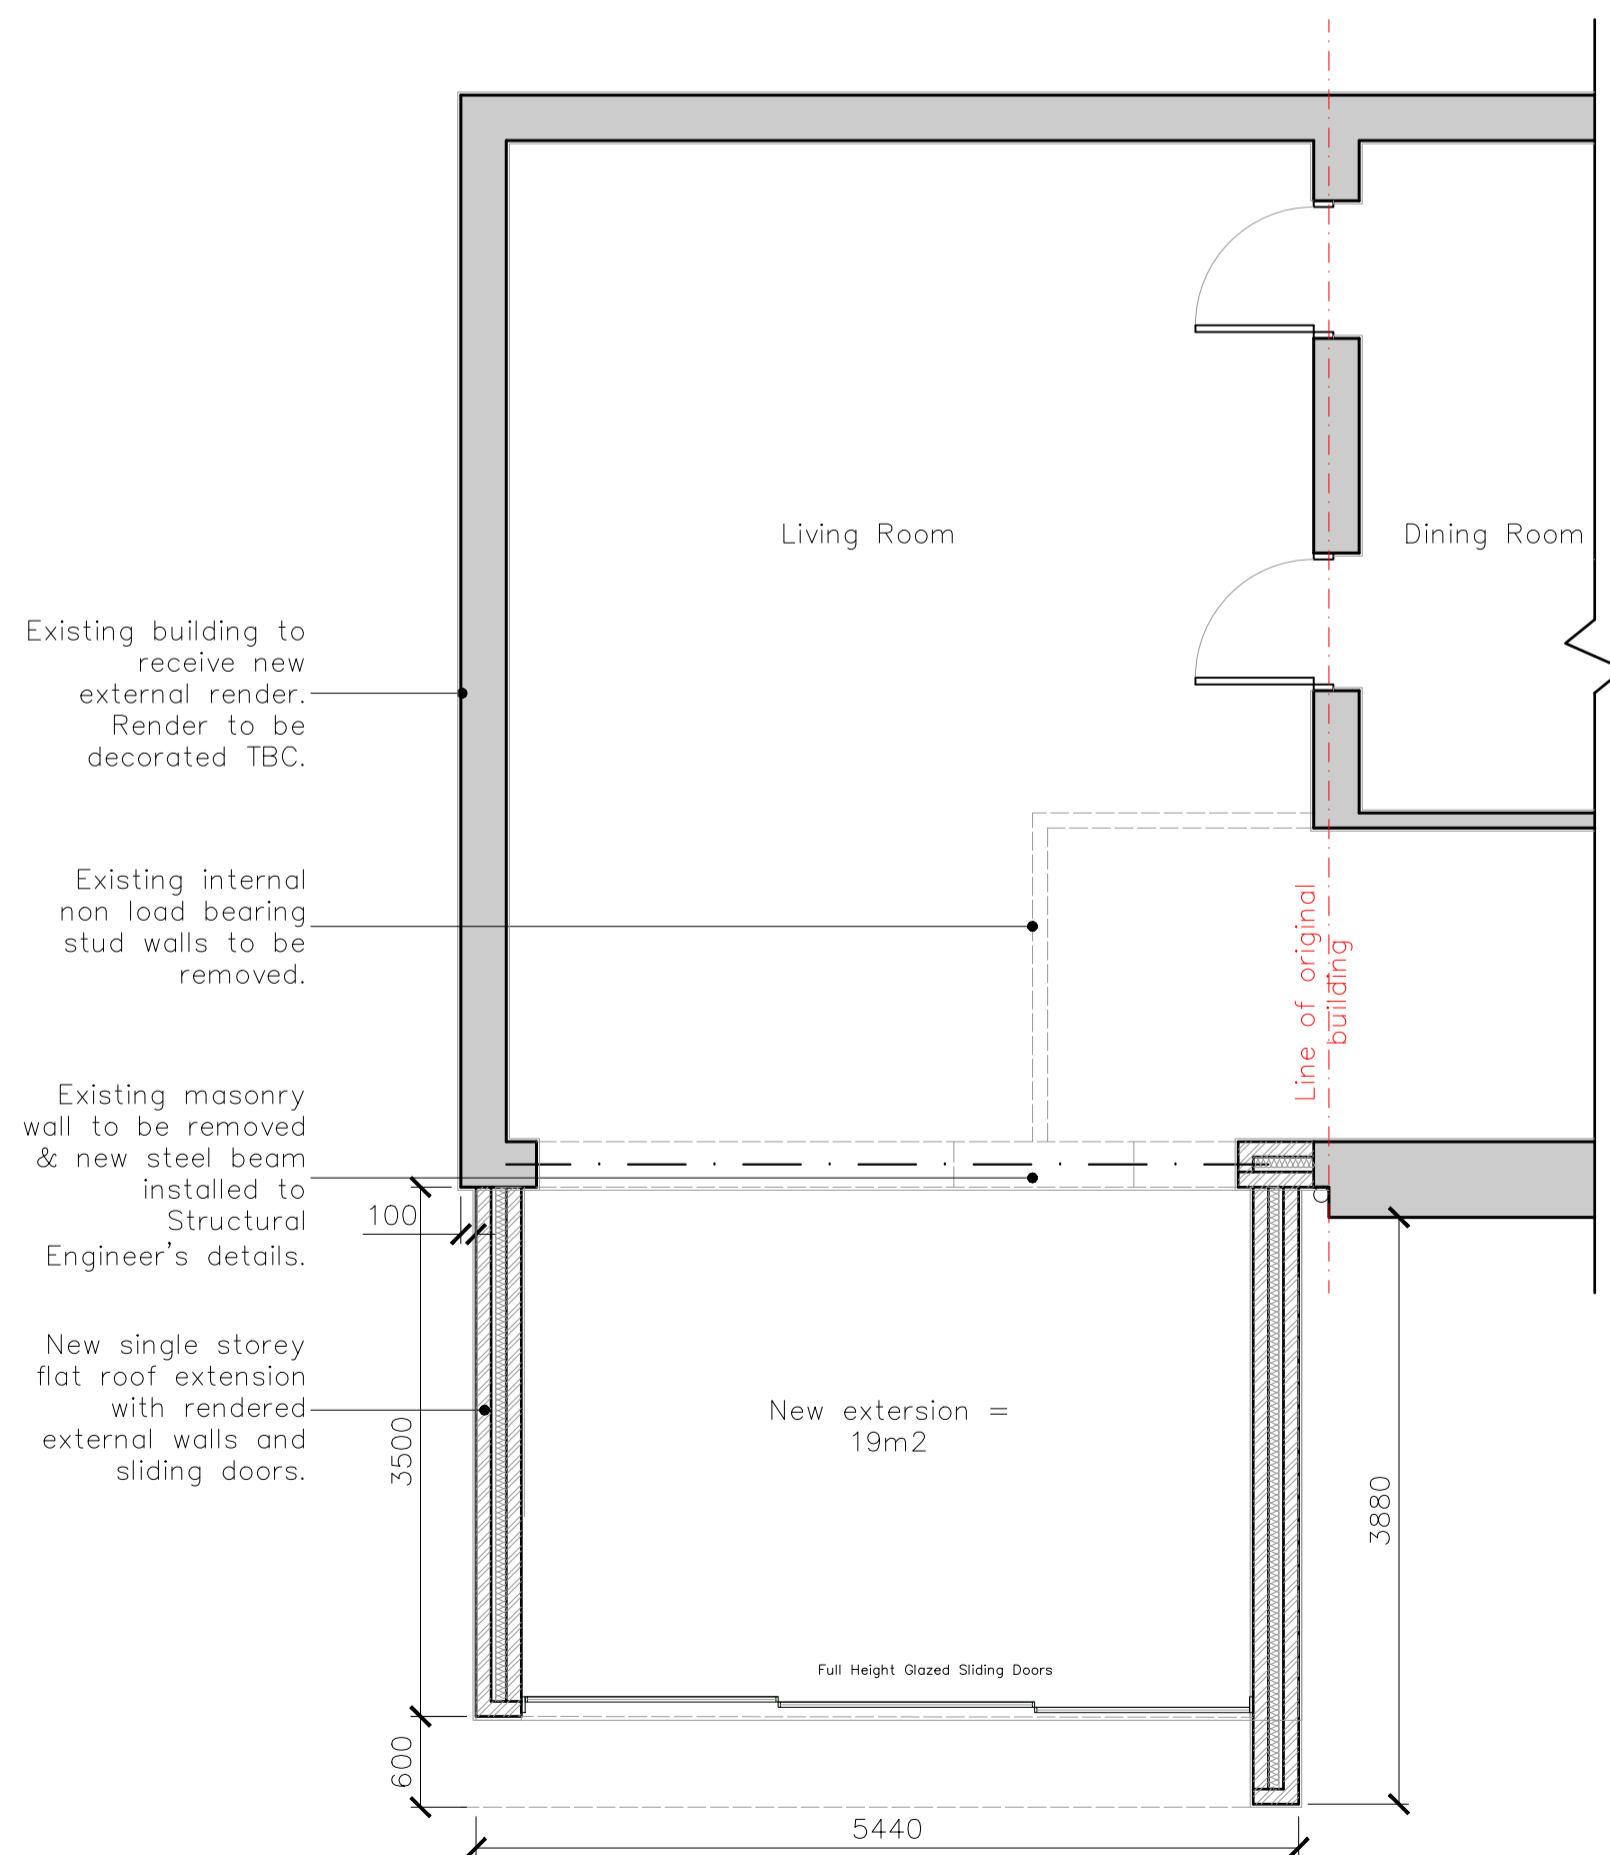 Living Room
Dining Room
Existing building to
receive new
external render.
Render to be
decorated TBC.
Existing internal
non load bearing
stud walls to be
removed.
Line of original
building
Existing masonry
wall to be removed
& new steel beam
installed to
Structural
Engineer's details.
100
New single storey
flat roof extension
with rendered
external walls and
sliding doors.
3500
New extersion =
19m2
3880
Full Height Glazed Sliding Doors
600
5440